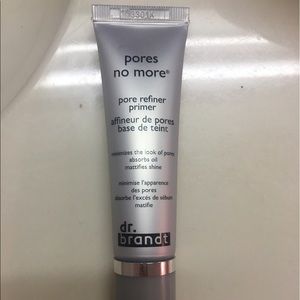 pores
no more®
pore refiner
primer
affineur de pores
base de teint
minimizes the look of pores
absorbs oil
mattifies shine
minimise l'apparence
des pores
absorbe l'excès de sébum
matifie
dr.
brandt